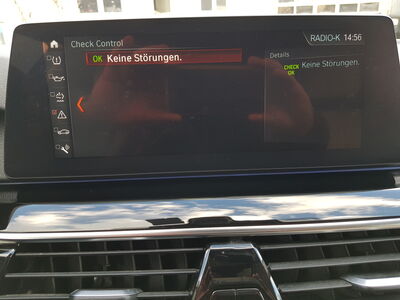 Check Control
RADIO-K 14:56
OK Keine Störungen.
Details
CHECK OK Keine Störungen.